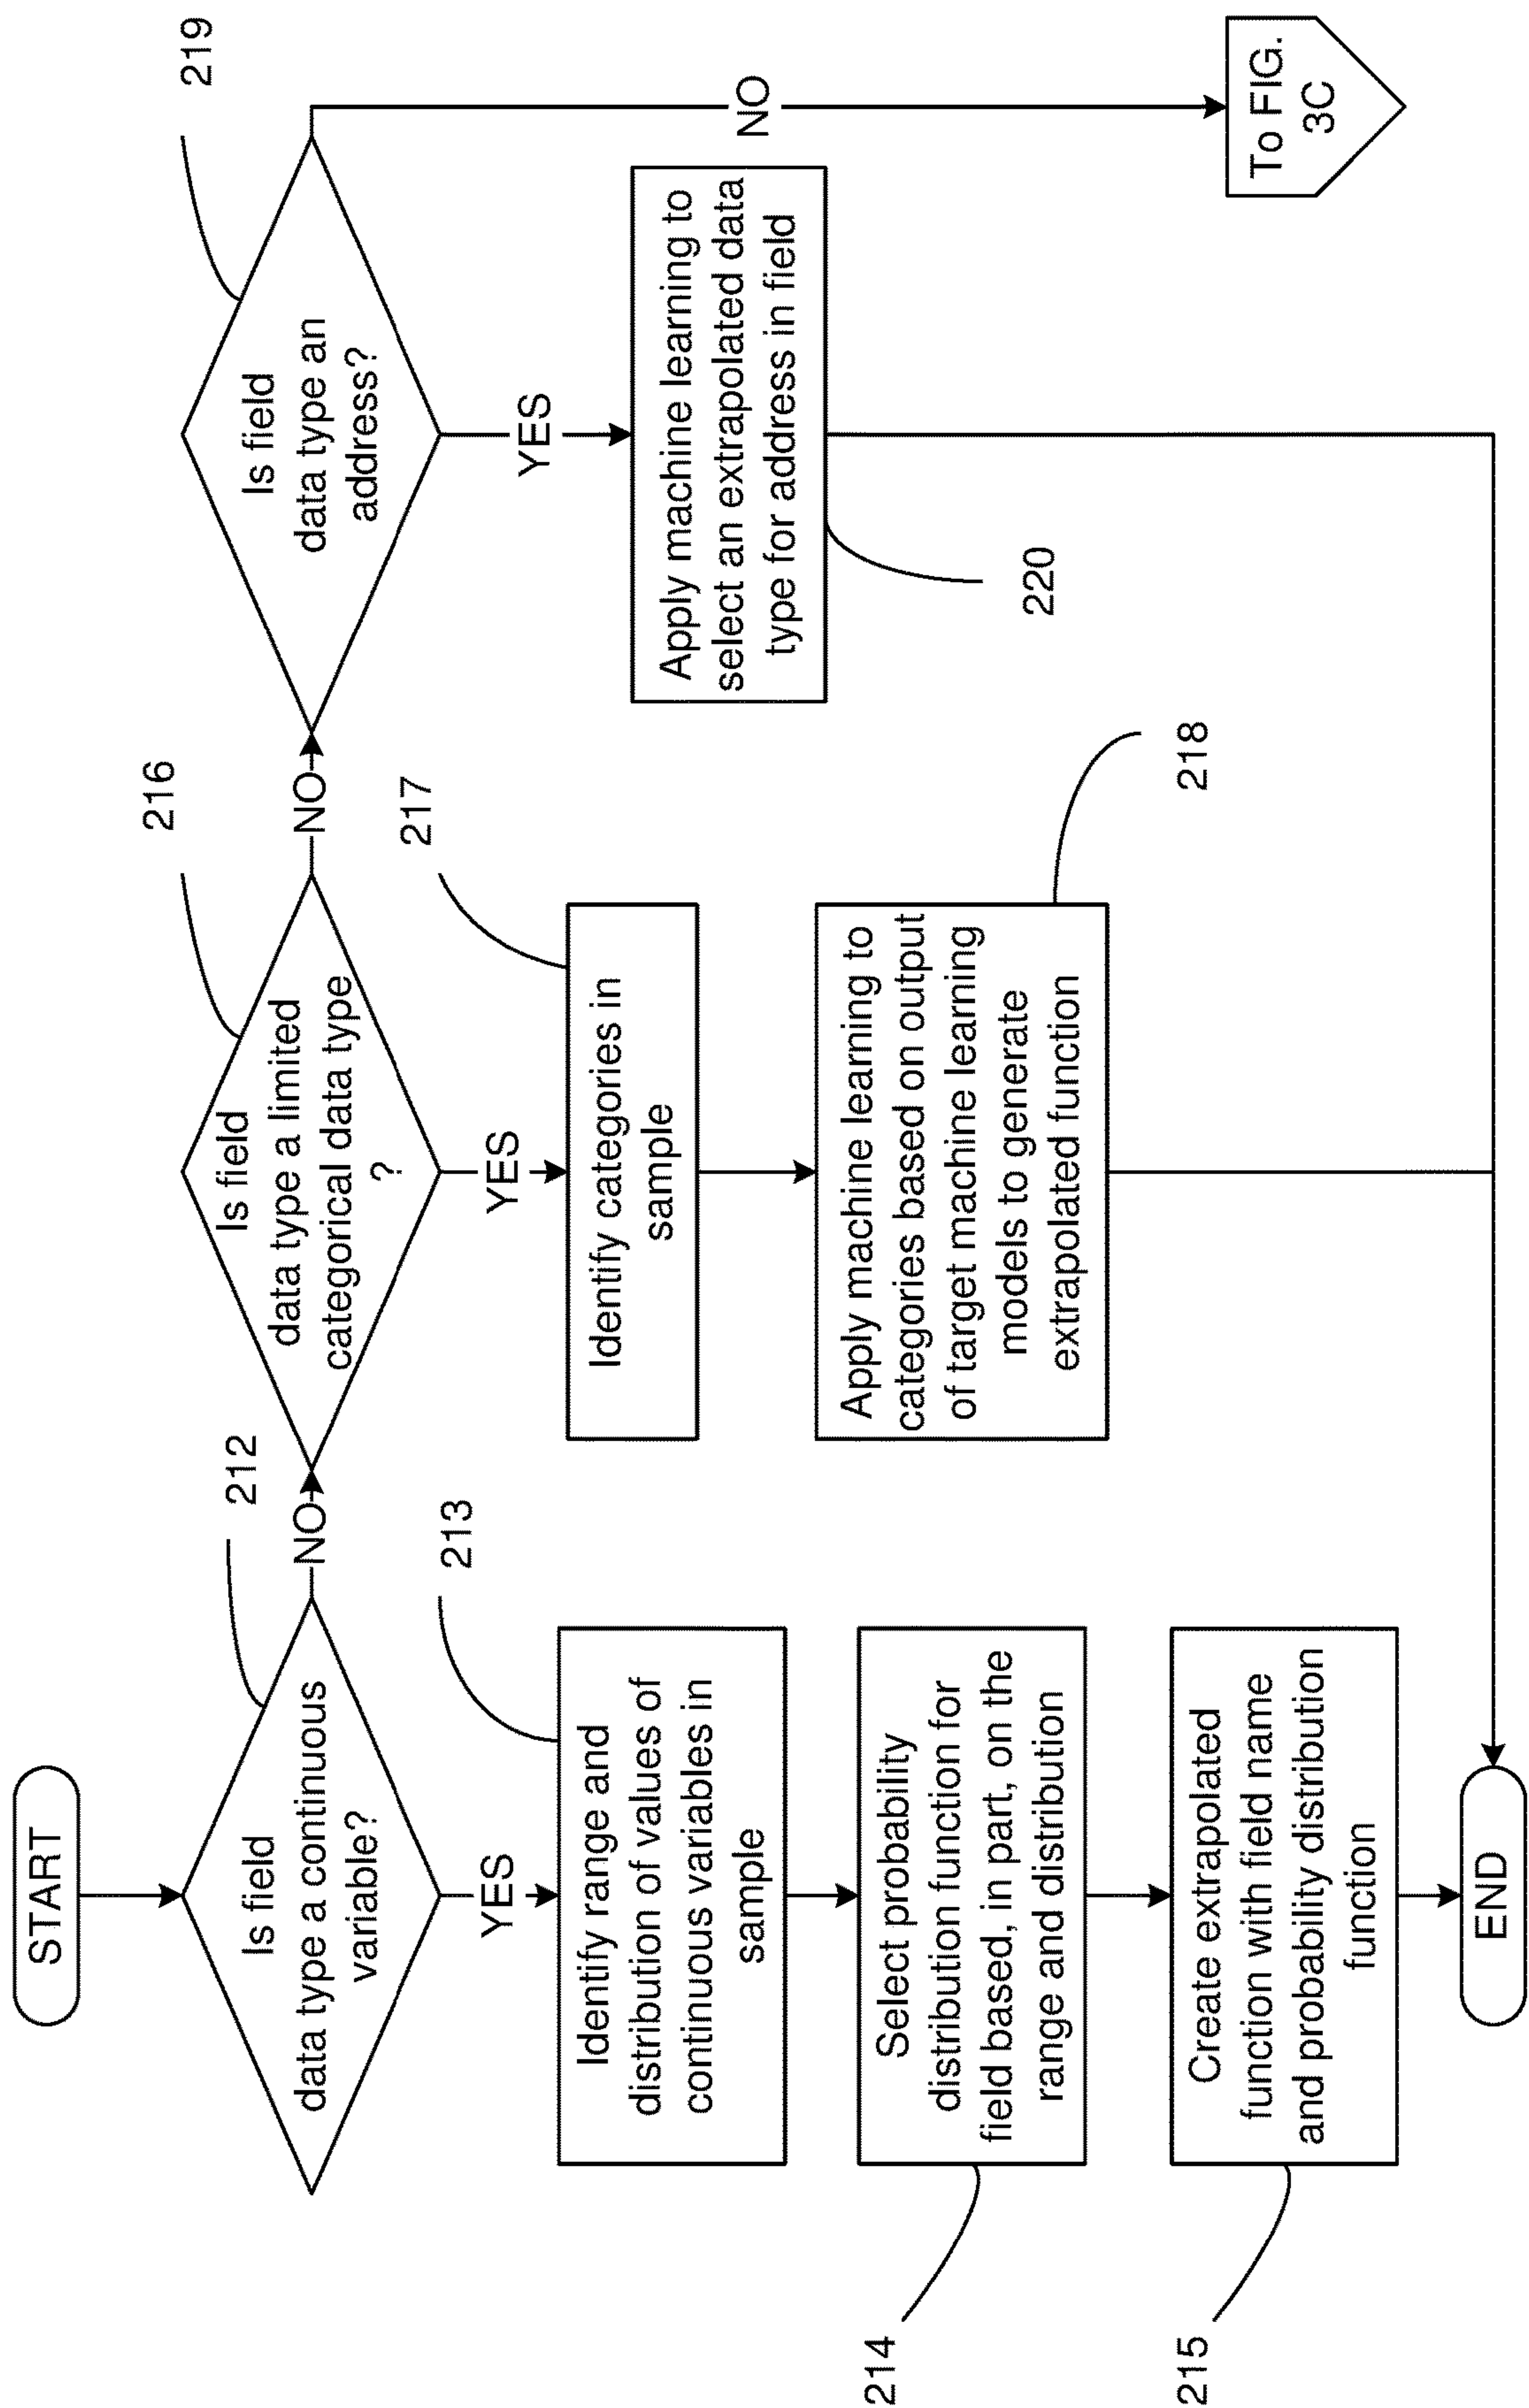 START
212
Is field
data type a continuous
variable?
NO
YES
213
Identify range and
distribution of values of
continuous variables in
sample
214
Select probability
distribution function for
field based, in part, on the
range and distribution
215
Create extrapolated
function with field name
and probability distribution
function
END
216
Is field
data type a limited
categorical data type
?
NO
YES
217
Identify categories in
sample
218
Apply machine learning to
categories based on output
of target machine learning
models to generate
extrapolated function
219
Is field
data type an
address?
NO
YES
Apply machine learning to
select an extrapolated data
type for address in field
220
To FIG.
3C